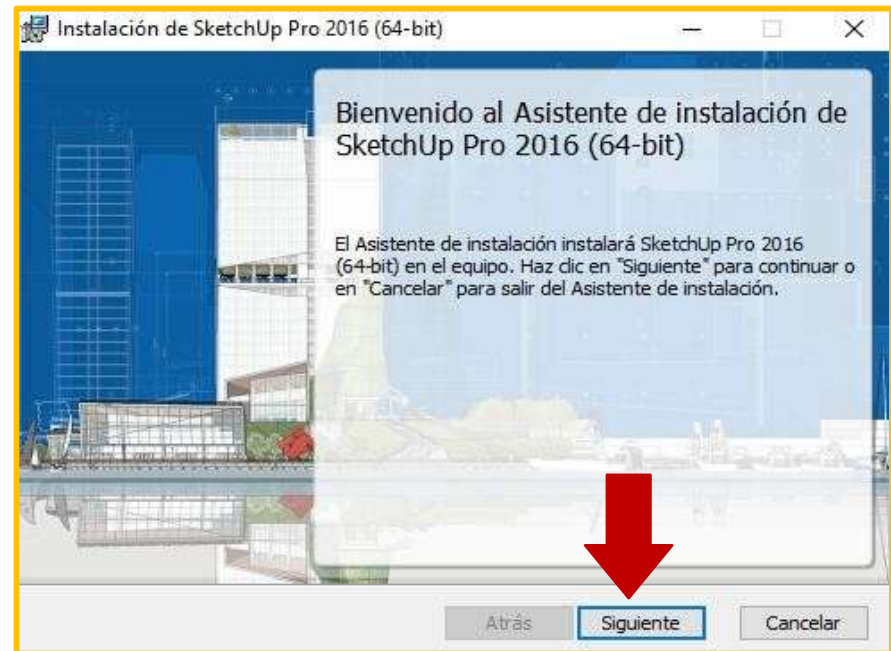 Instalación de SketchUp Pro 2016 (64-bit)
Bienvenido al Asistente de instalación de
SketchUp Pro 2016 (64-bit)
El Asistente de instalación instalará SketchUp Pro 2016
(64-bit) en el equipo. Haz clic en "Siguiente" para continuar o
en "Cancelar" para salir del Asistente de instalación.
Atrás Siguiente Cancelar